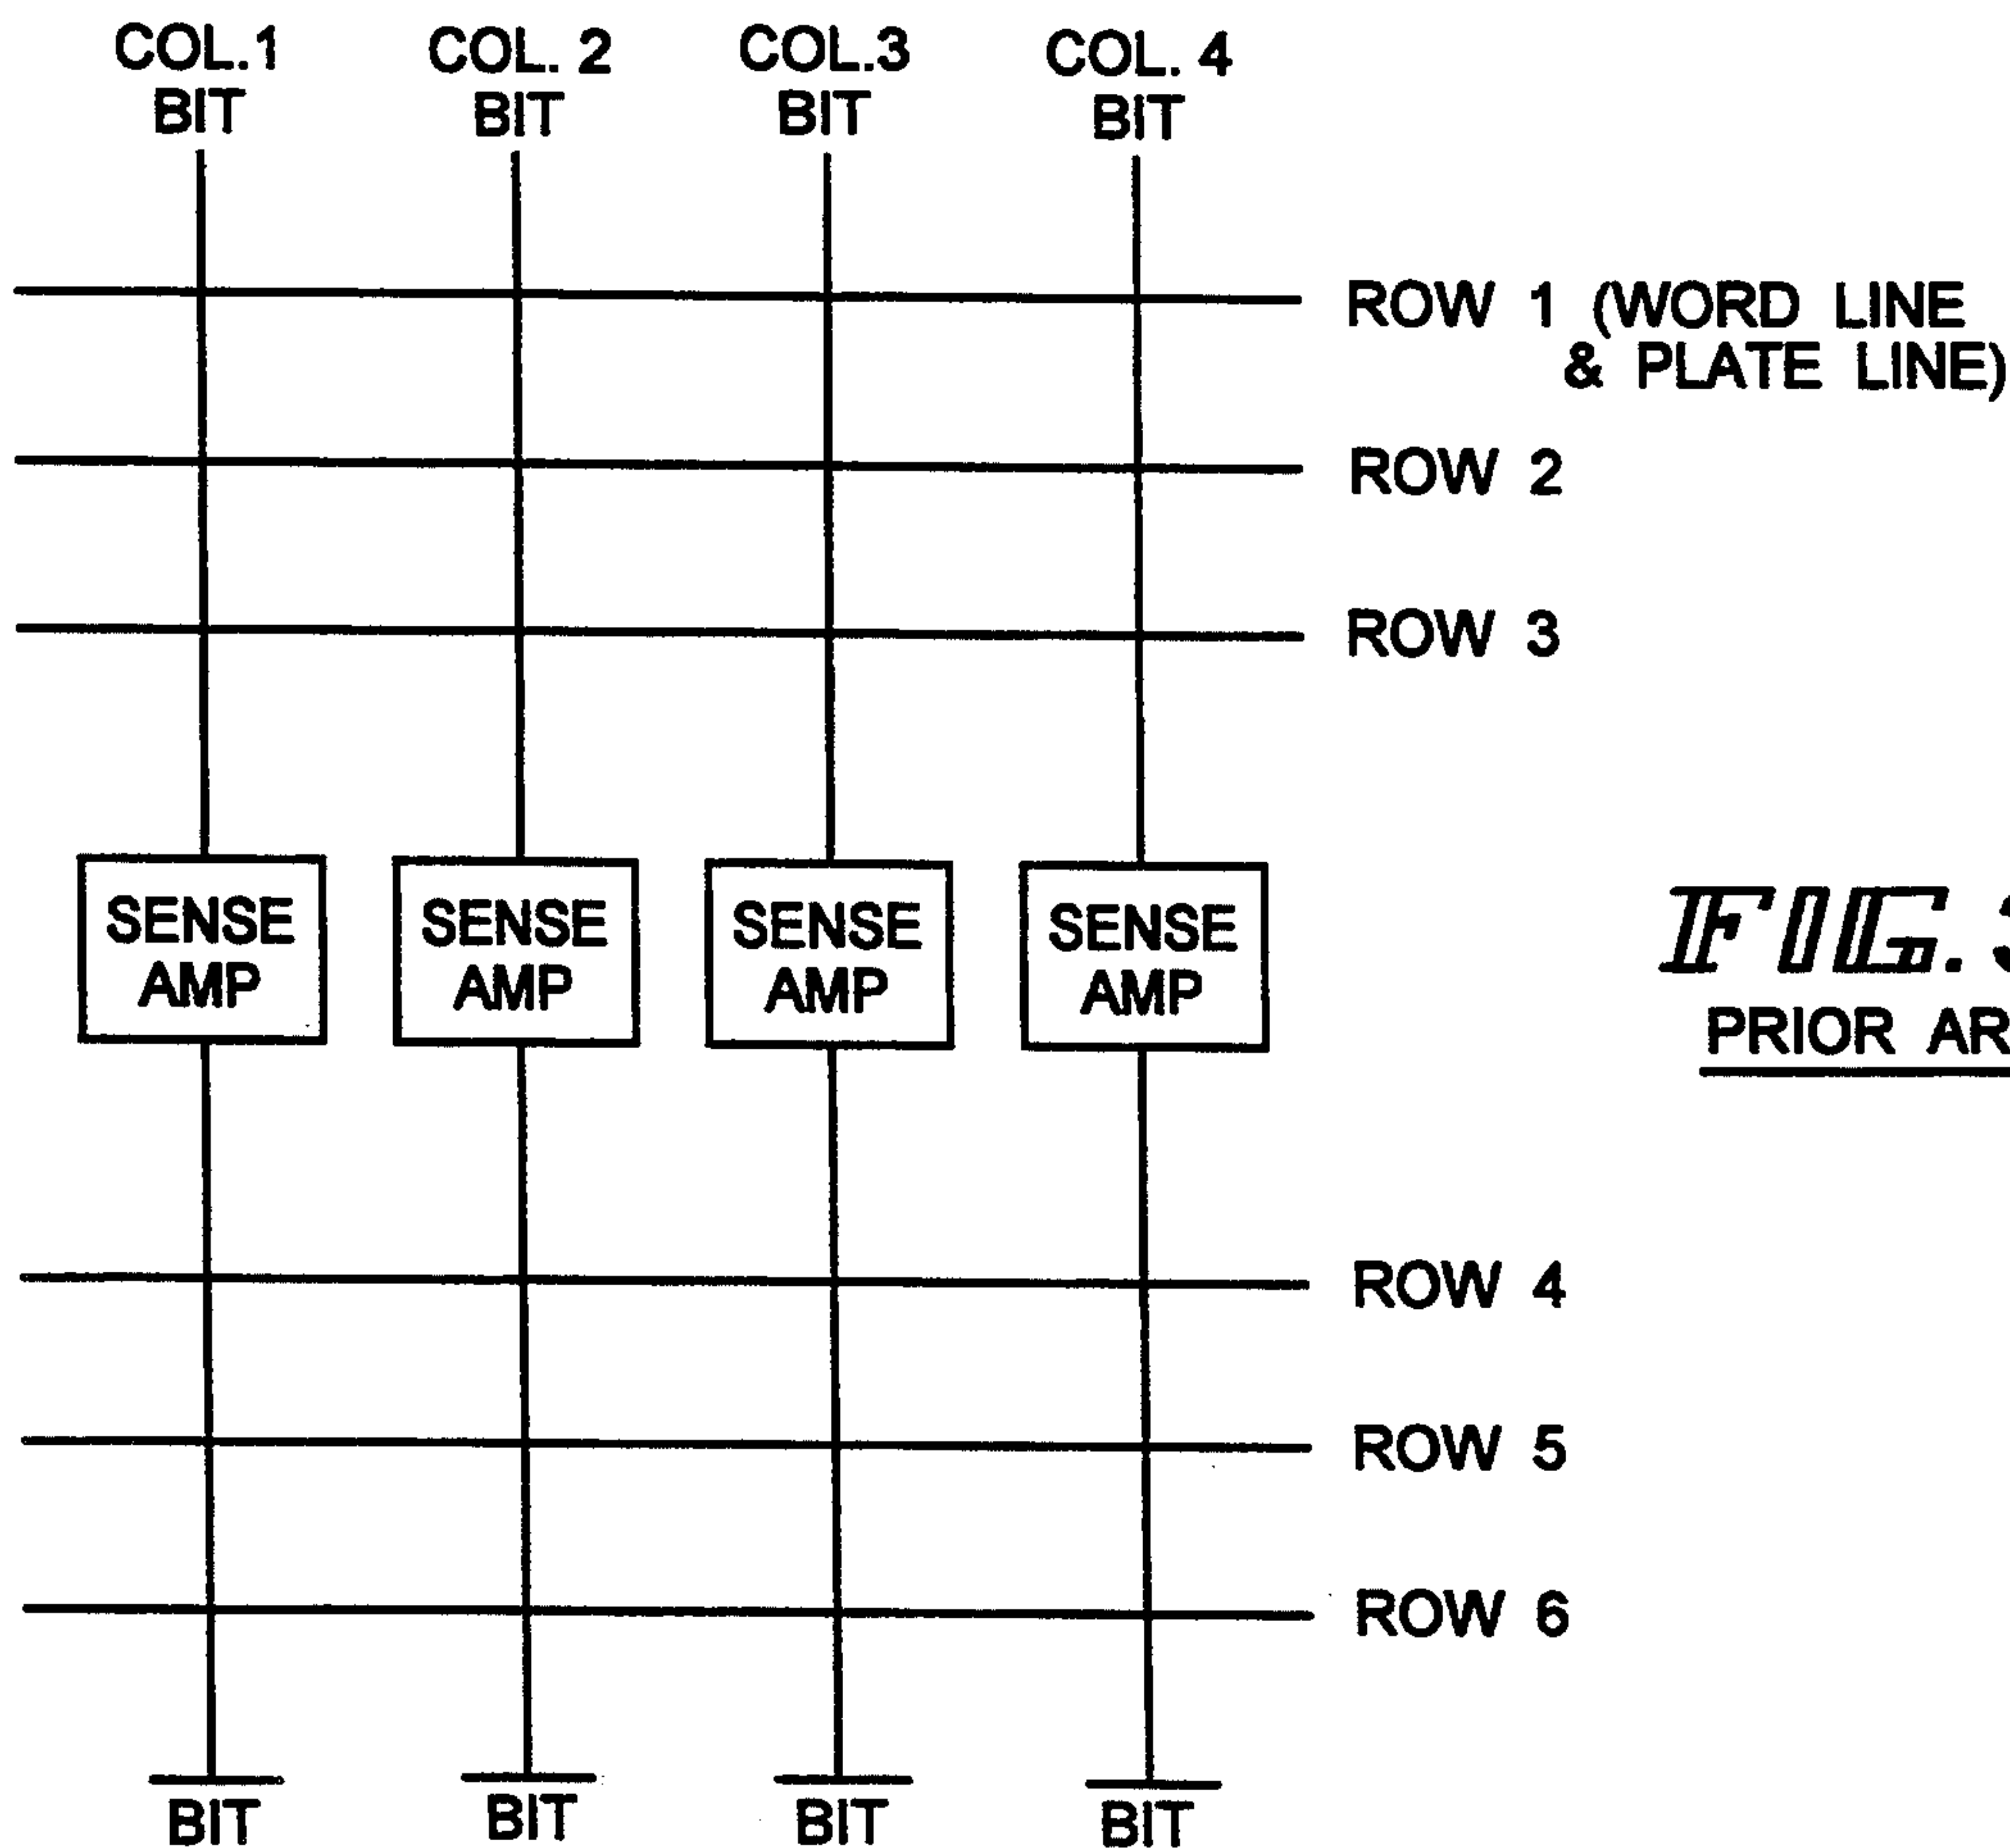 COL. 1
BIT
COL. 2
BIT
COL.3
BIT
COL. 4
BIT
ROW 1 (WORD LINE
& PLATE LINE)
ROW 2
ROW 3
SENSE
AMP
SENSE
AMP
SENSE
AMP
SENSE
AMP
FIG.
PRIOR
ROW 4
ROW 5
ROW 6
BIT
BIT
BIT
BIT